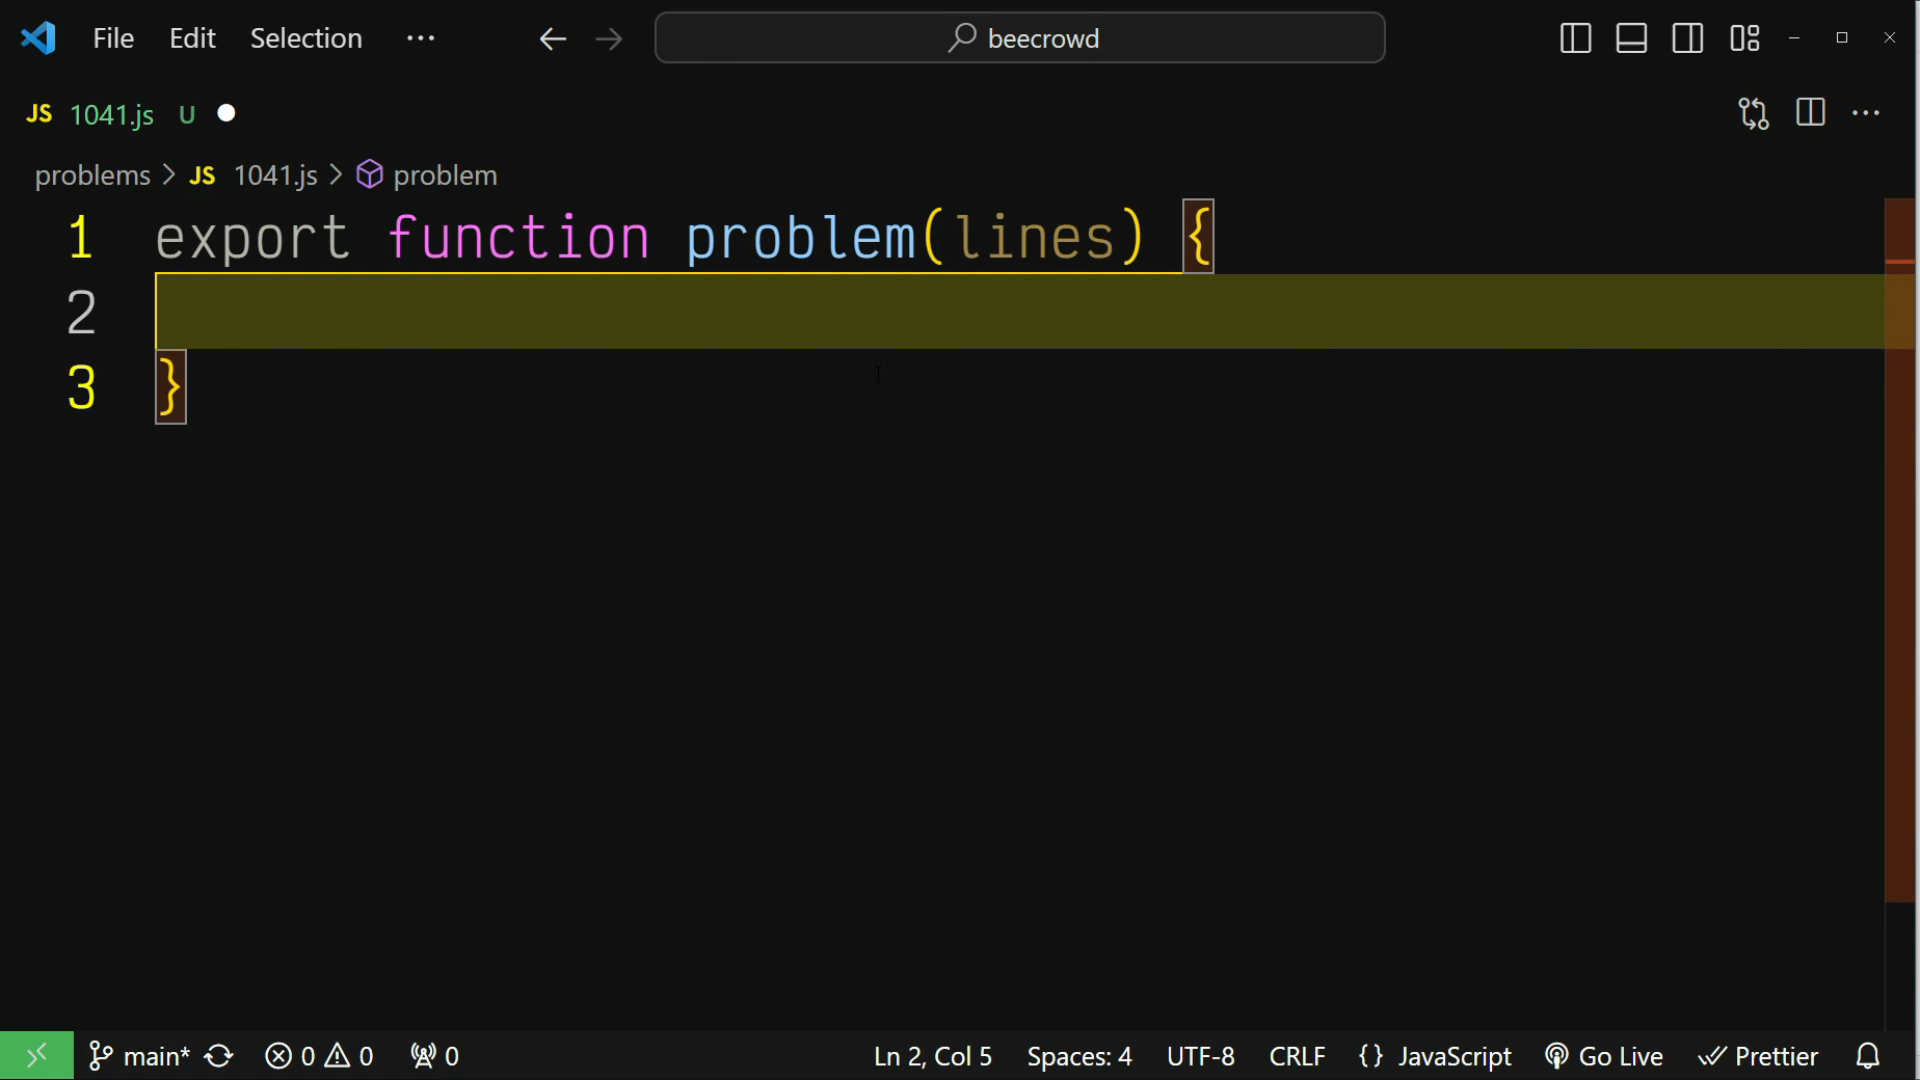 File Edit Selection ··· beecrowd
JS 1041.js U
problems > JS 1041.js > problem
1 export function problem(lines) {
2
3 }
main* 0 0 0 Ln 2, Col 5 Spaces: 4 UTF-8 CRLF {} JavaScript Go Live Prettier